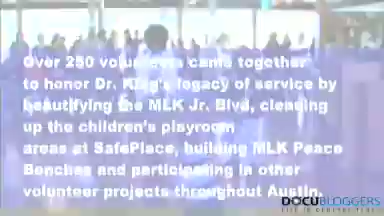 Over 250 volunteers came together
to honor Dr. King's legacy of service by
beautifying the MLK Jr. Blvd, cleaning
up the children's playroom
areas at SafePlace, building MLK Peace
Benches and participating in other
volunteer projects throughout Austin.
DOCUBLOGGERS